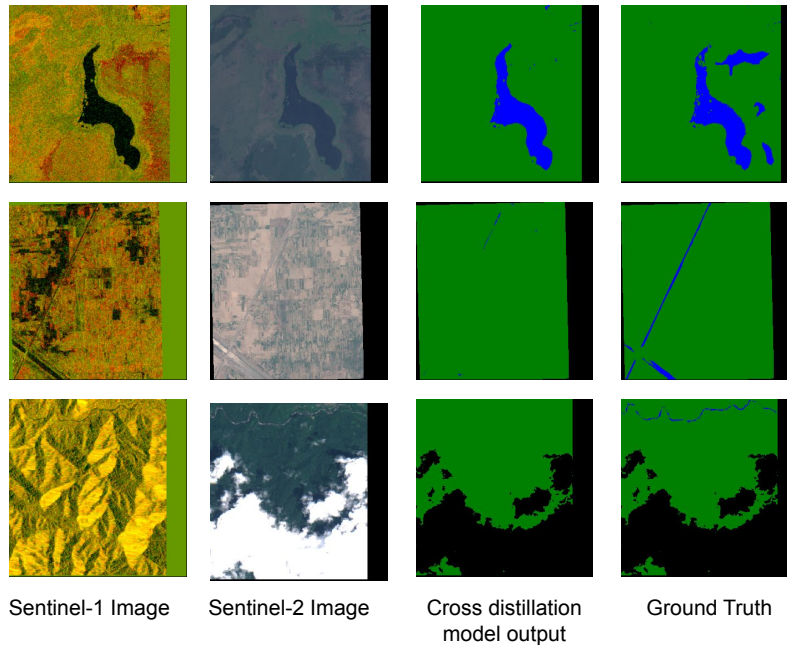 Sentinel-1 Image
Sentinel-2 Image
Cross distillation
model output
Ground Truth